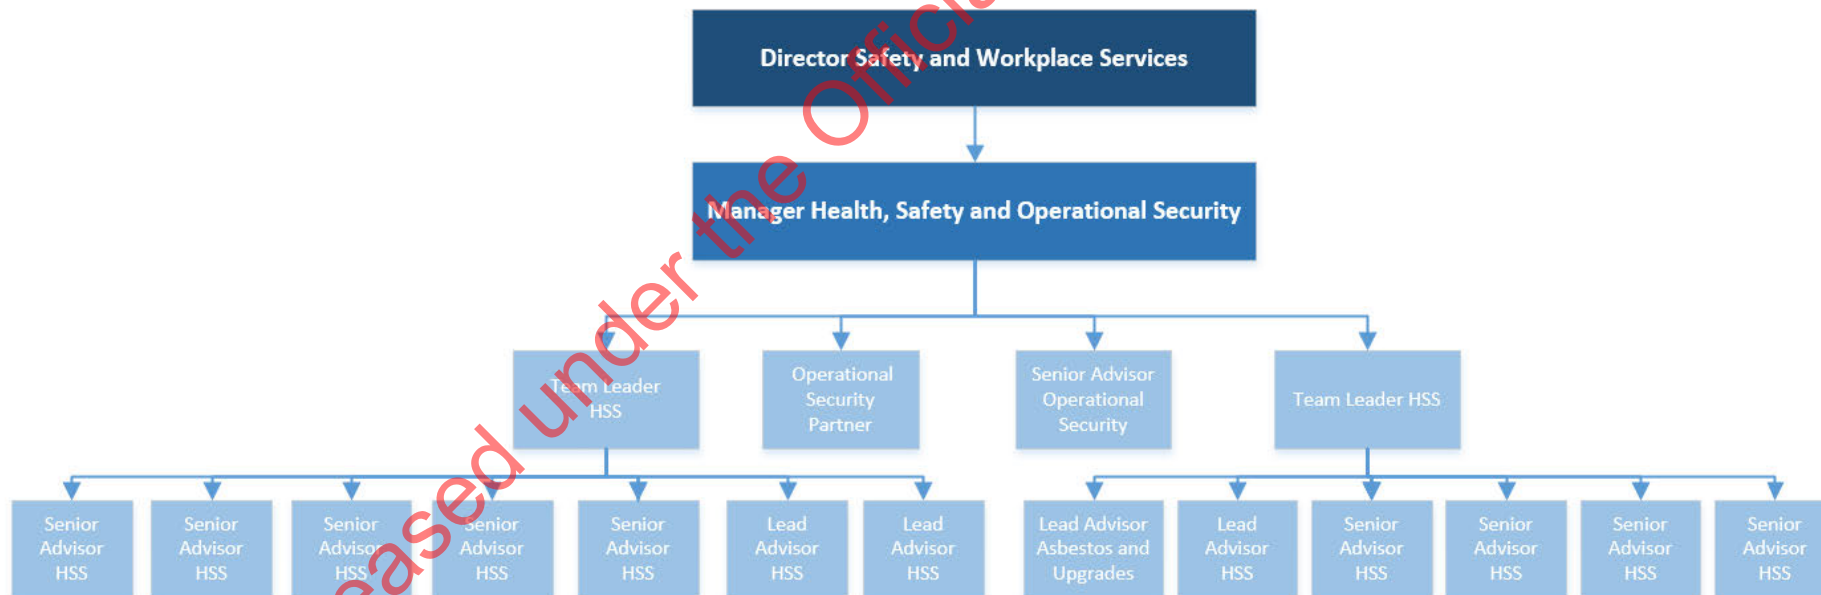 Director Safety and Workplace Services
Manager Health, Safety and Operational Security
Team Leader
HSS
Operational
Security
Partner
Senior Advisor
Operational
Security
Team Leader HSS
Senior
Advisor
HSS
Senior
Advisor
HSS
Senior
Advisor
HSS
Senior
Advisor
HSS
Senior
Advisor
HSS
Lead
Advisor
HSS
Lead
Advisor
HSS
Lead Advisor
Asbestos and
Upgrades
Lead
Advisor
HSS
Senior
Advisor
HSS
Senior
Advisor
HSS
Senior
Advisor
HSS
Senior
Advisor
HSS
under the